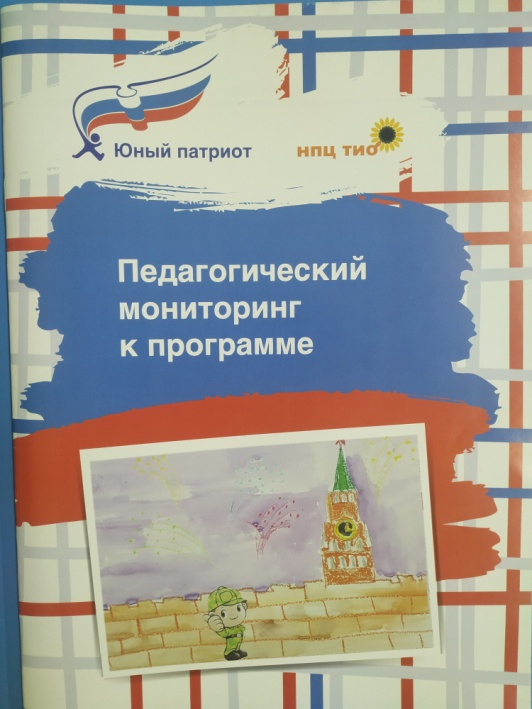 Юный патриот
нпц тио
Педагогический
мониторинг
к программе